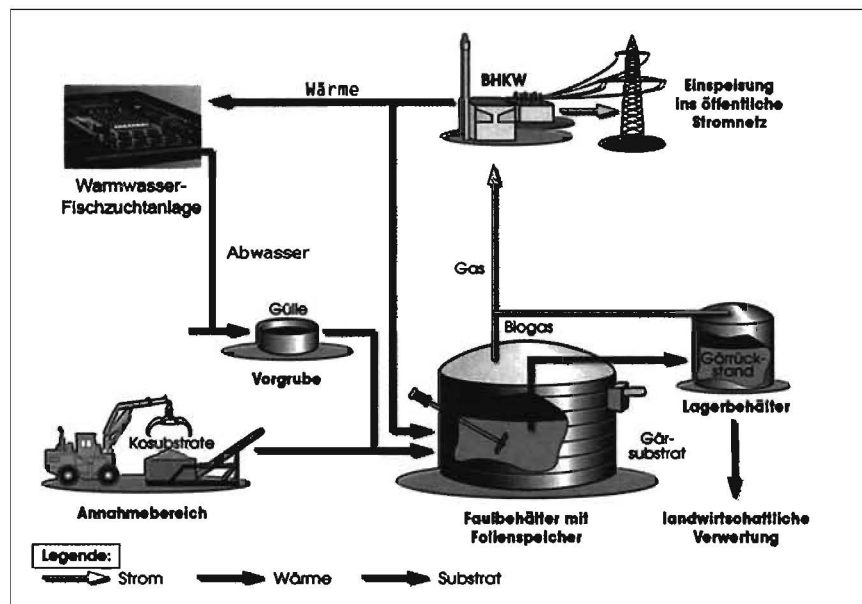 Wärme
BHKW
Einspeisung
ins öffentliche
Stromnetz
Warmwasser-
Fischzuchtanlage
Abwasser
Gas
Gülle
Vorgrube
Biogas
Gärrück-
stand
Lagerbehälter
Kosubstrate
Annahmebereich
Gär-
substrat
Faulbehälter mit
Folienspeicher
landwirtschaftliche
Verwertung
Legende:
Strom Wärme Substrat